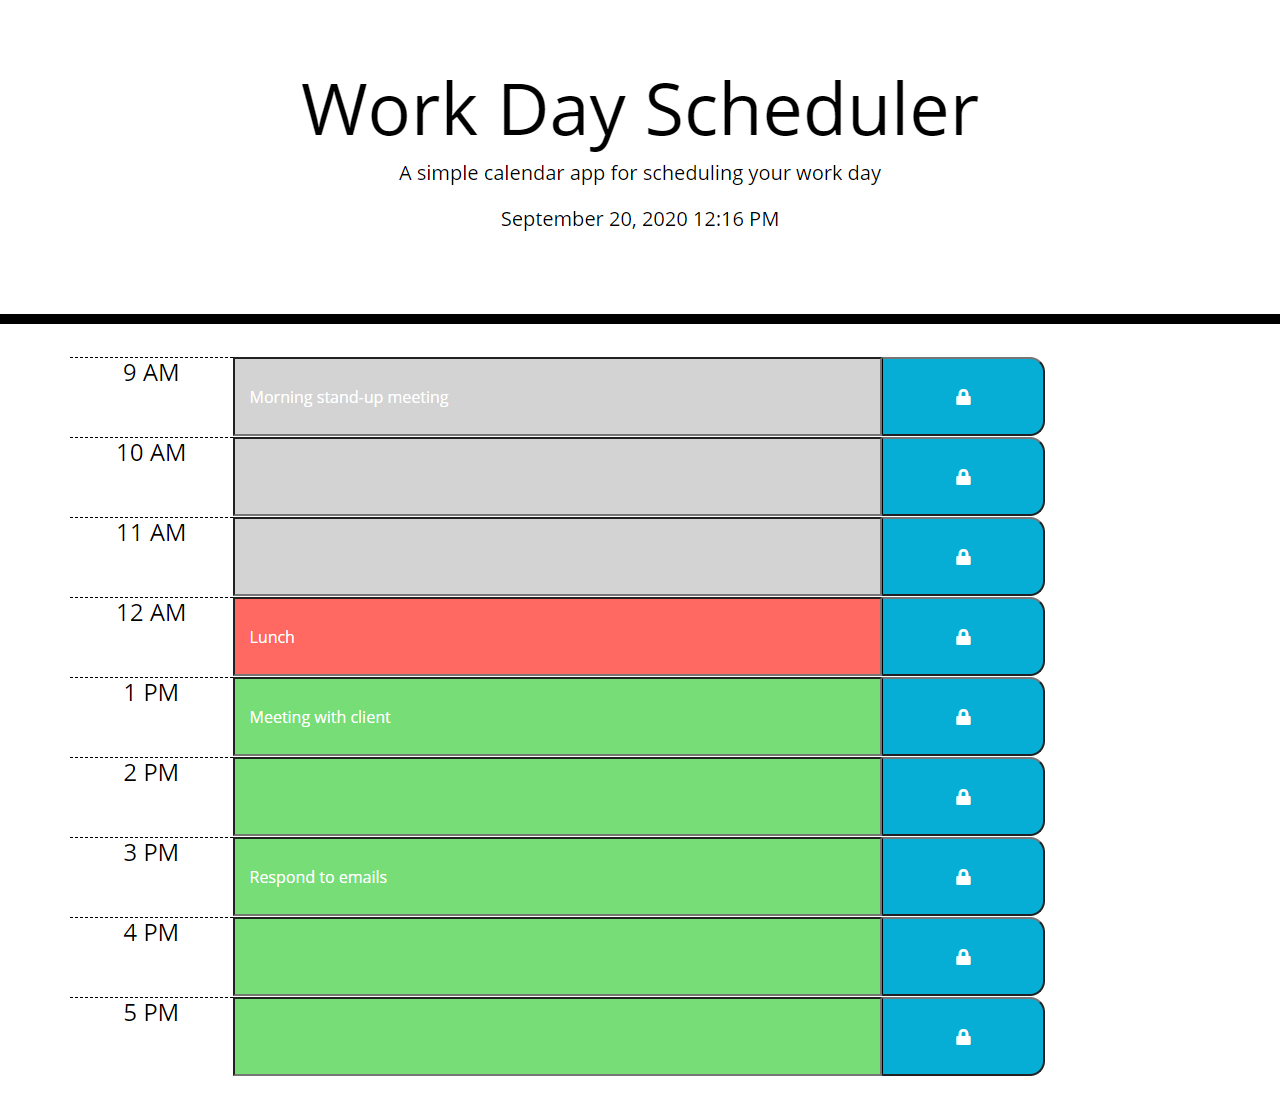 Work Day Scheduler
A simple calendar app for scheduling your work day
September 20, 2020 12:16 PM
9 AM
Morning stand-up meeting
10 AM
11 AM
12 AM
Lunch
1 PM
Meeting with client
2 PM
3 PM
Respond to emails
4 PM
5 PM